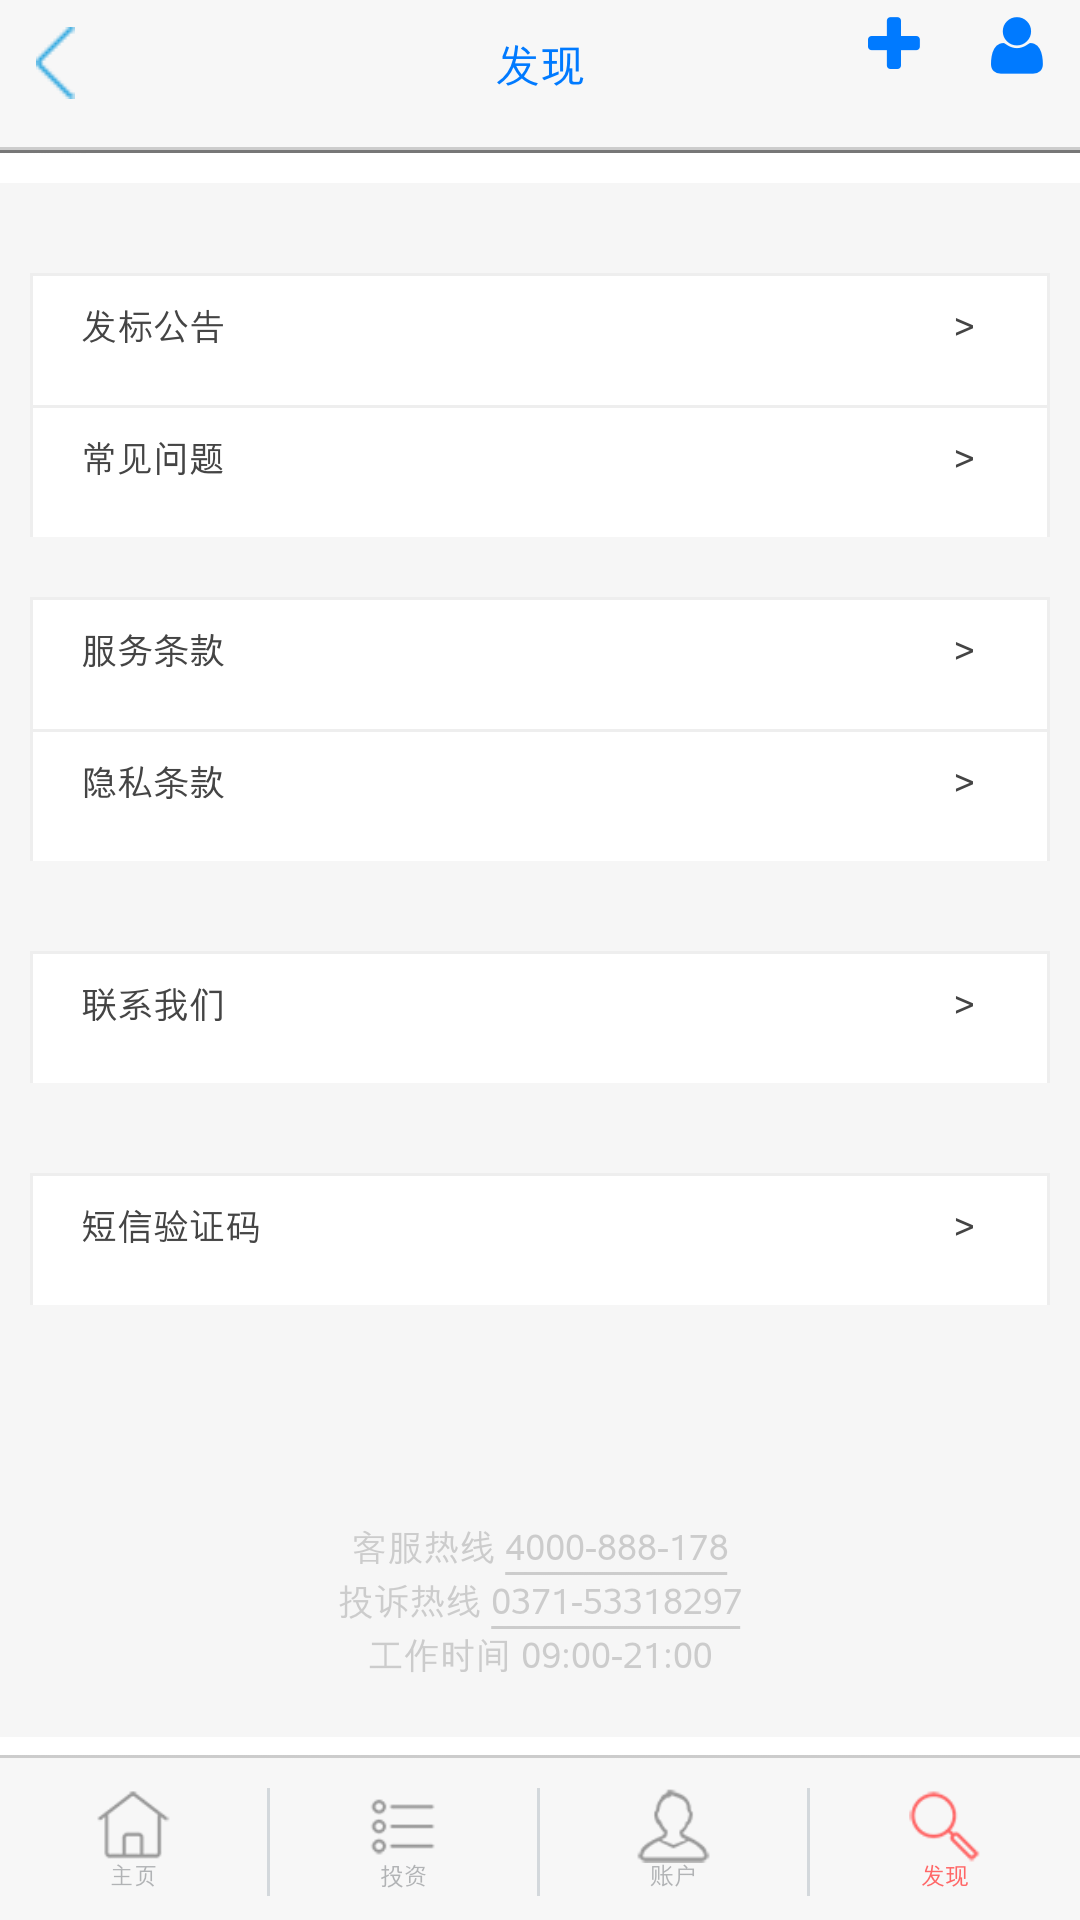 发现
发标公告 >
常见问题 >
服务条款 >
隐私条款 >
联系我们 >
短信验证码 >
客服热线 4000-888-178
投诉热线 0371-53318297
工作时间 09:00-21:00
主页 投资 账户 发现